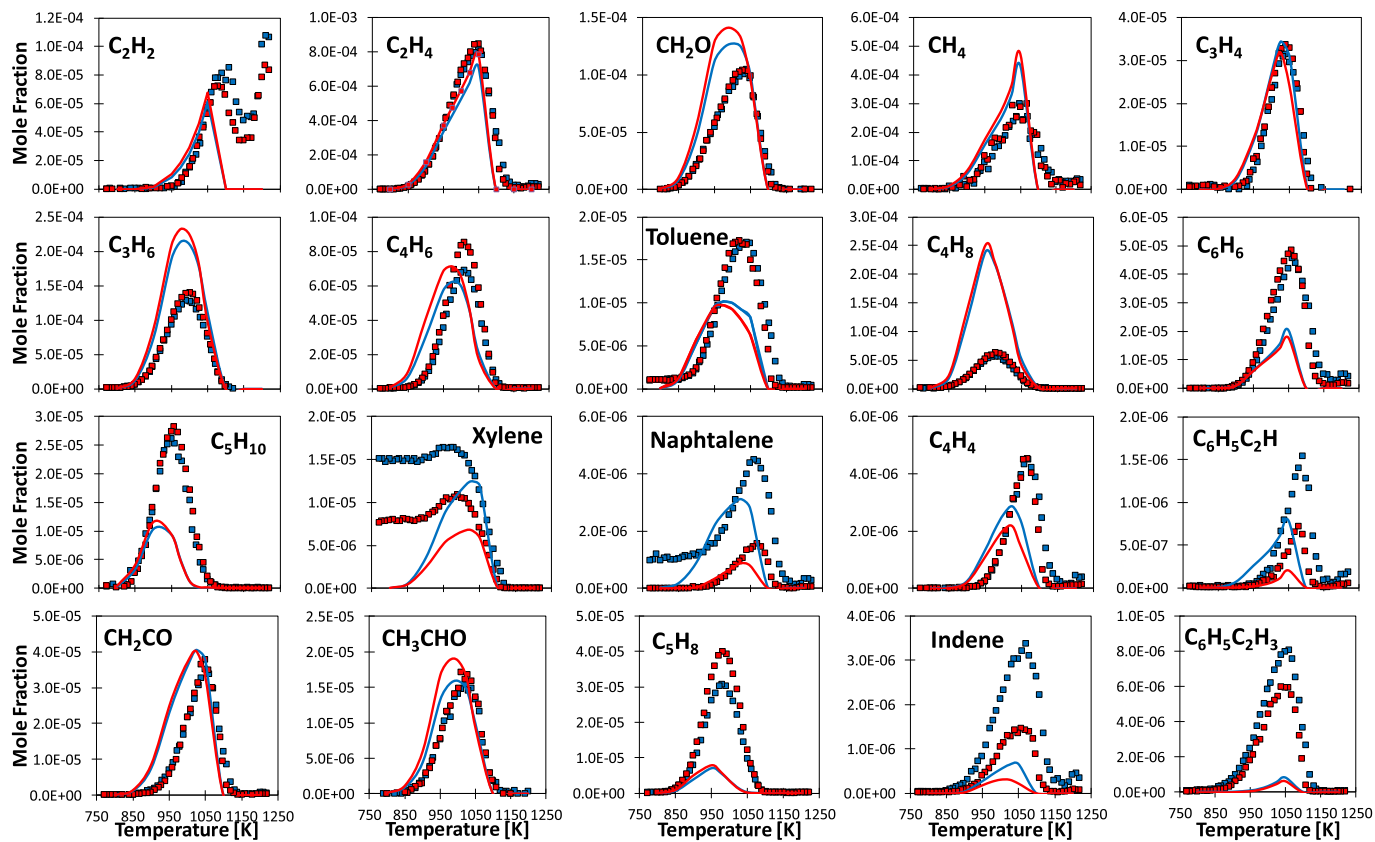 Mole Fraction
1.2E-04
1.0E-04
8.0E-05
6.0E-05
4.0E-05
2.0E-05
0.0E+00
C₂H₂
1.0E-03
8.0E-04
6.0E-04
4.0E-04
2.0E-04
0.0E+00
C₂H₄
1.5E-04
1.0E-04
5.0E-05
0.0E+00
CH₂O
6.0E-04
5.0E-04
4.0E-04
3.0E-04
2.0E-04
1.0E-04
0.0E+00
CH₄
4.0E-05
3.0E-05
2.0E-05
1.0E-05
0.0E+00
C₃H₄
Mole Fraction
2.5E-04
2.0E-04
1.5E-04
1.0E-04
5.0E-05
0.0E+00
C₃H₆
1.0E-04
8.0E-05
6.0E-05
4.0E-05
2.0E-05
0.0E+00
C₄H₆
2.0E-05
1.5E-05
1.0E-05
5.0E-06
0.0E+00
Toluene
3.0E-04
2.5E-04
2.0E-04
1.5E-04
1.0E-04
5.0E-05
0.0E+00
C₄H₈
6.0E-05
5.0E-05
4.0E-05
3.0E-05
2.0E-05
1.0E-05
0.0E+00
C₆H₆
Mole Fraction
3.0E-05
2.5E-05
2.0E-05
1.5E-05
1.0E-05
5.0E-06
0.0E+00
C₅H₁₀
2.0E-05
1.5E-05
1.0E-05
5.0E-06
0.0E+00
Xylene
6.0E-06
4.0E-06
2.0E-06
0.0E+00
Naphtalene
6.0E-06
4.0E-06
2.0E-06
0.0E+00
C₄H₄
2.0E-06
1.5E-06
1.0E-06
5.0E-07
0.0E+00
C₆H₅C₂H
Mole Fraction
5.0E-05
4.0E-05
3.0E-05
2.0E-05
1.0E-05
0.0E+00
CH₂CO
750 850 950 1050 1150 1250
Temperature [K]
2.5E-05
2.0E-05
1.5E-05
1.0E-05
5.0E-06
0.0E+00
CH₃CHO
750 850 950 1050 1150 1250
Temperature [K]
5.0E-05
4.0E-05
3.0E-05
2.0E-05
1.0E-05
0.0E+00
C₅H₈
750 850 950 1050 1150 1250
Temperature [K]
4.0E-06
3.0E-06
2.0E-06
1.0E-06
0.0E+00
Indene
750 850 950 1050 1150 1250
Temperature [K]
1.0E-05
8.0E-06
6.0E-06
4.0E-06
2.0E-06
0.0E+00
C₆H₅C₂H₃
750 850 950 1050 1150 1250
Temperature [K]